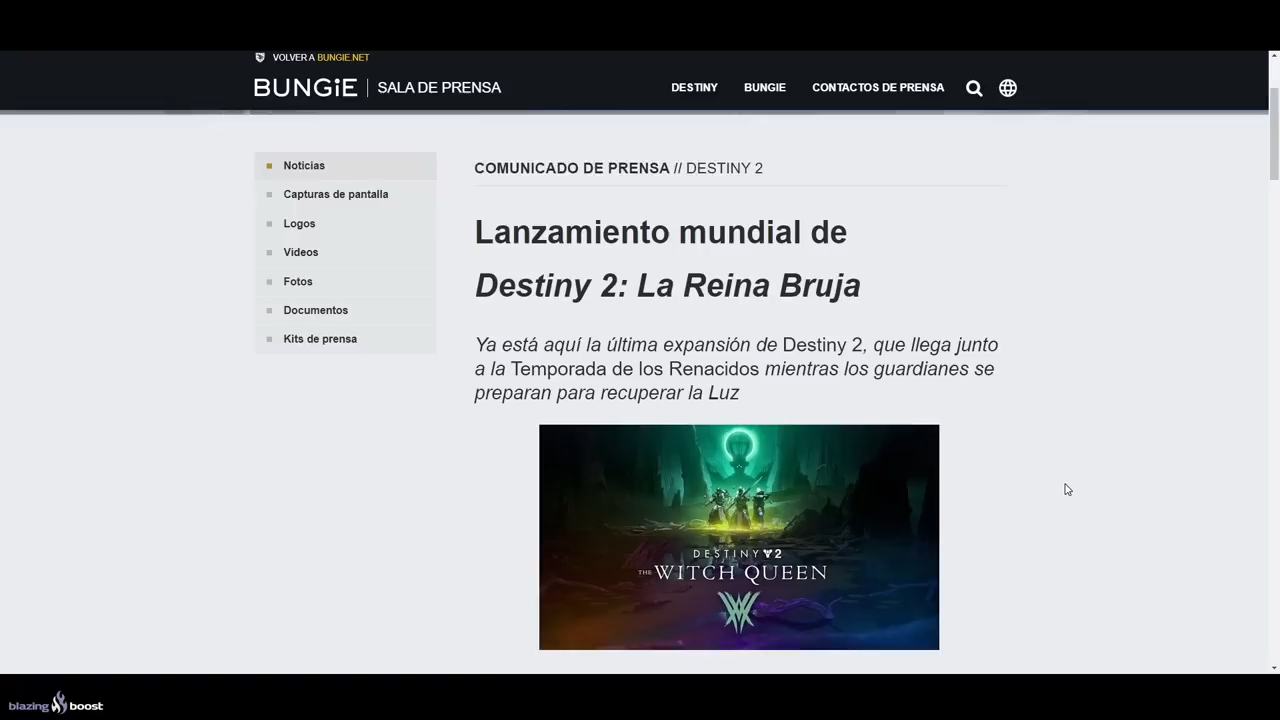 VOLVER A BUNGIE.NET
BUNGiE | SALA DE PRENSA
DESTINY
BUNGIE
CONTACTOS DE PRENSA
Noticias
Capturas de pantalla
Logos
Videos
Fotos
Documentos
Kits de prensa
COMUNICADO DE PRENSA // DESTINY 2
Lanzamiento mundial de
Destiny 2: La Reina Bruja
Ya está aquí la última expansión de Destiny 2, que llega junto
a la Temporada de los Renacidos mientras los guardianes se
preparan para recuperar la Luz
DESTINY 2
THE WITCH QUEEN
blazing boost